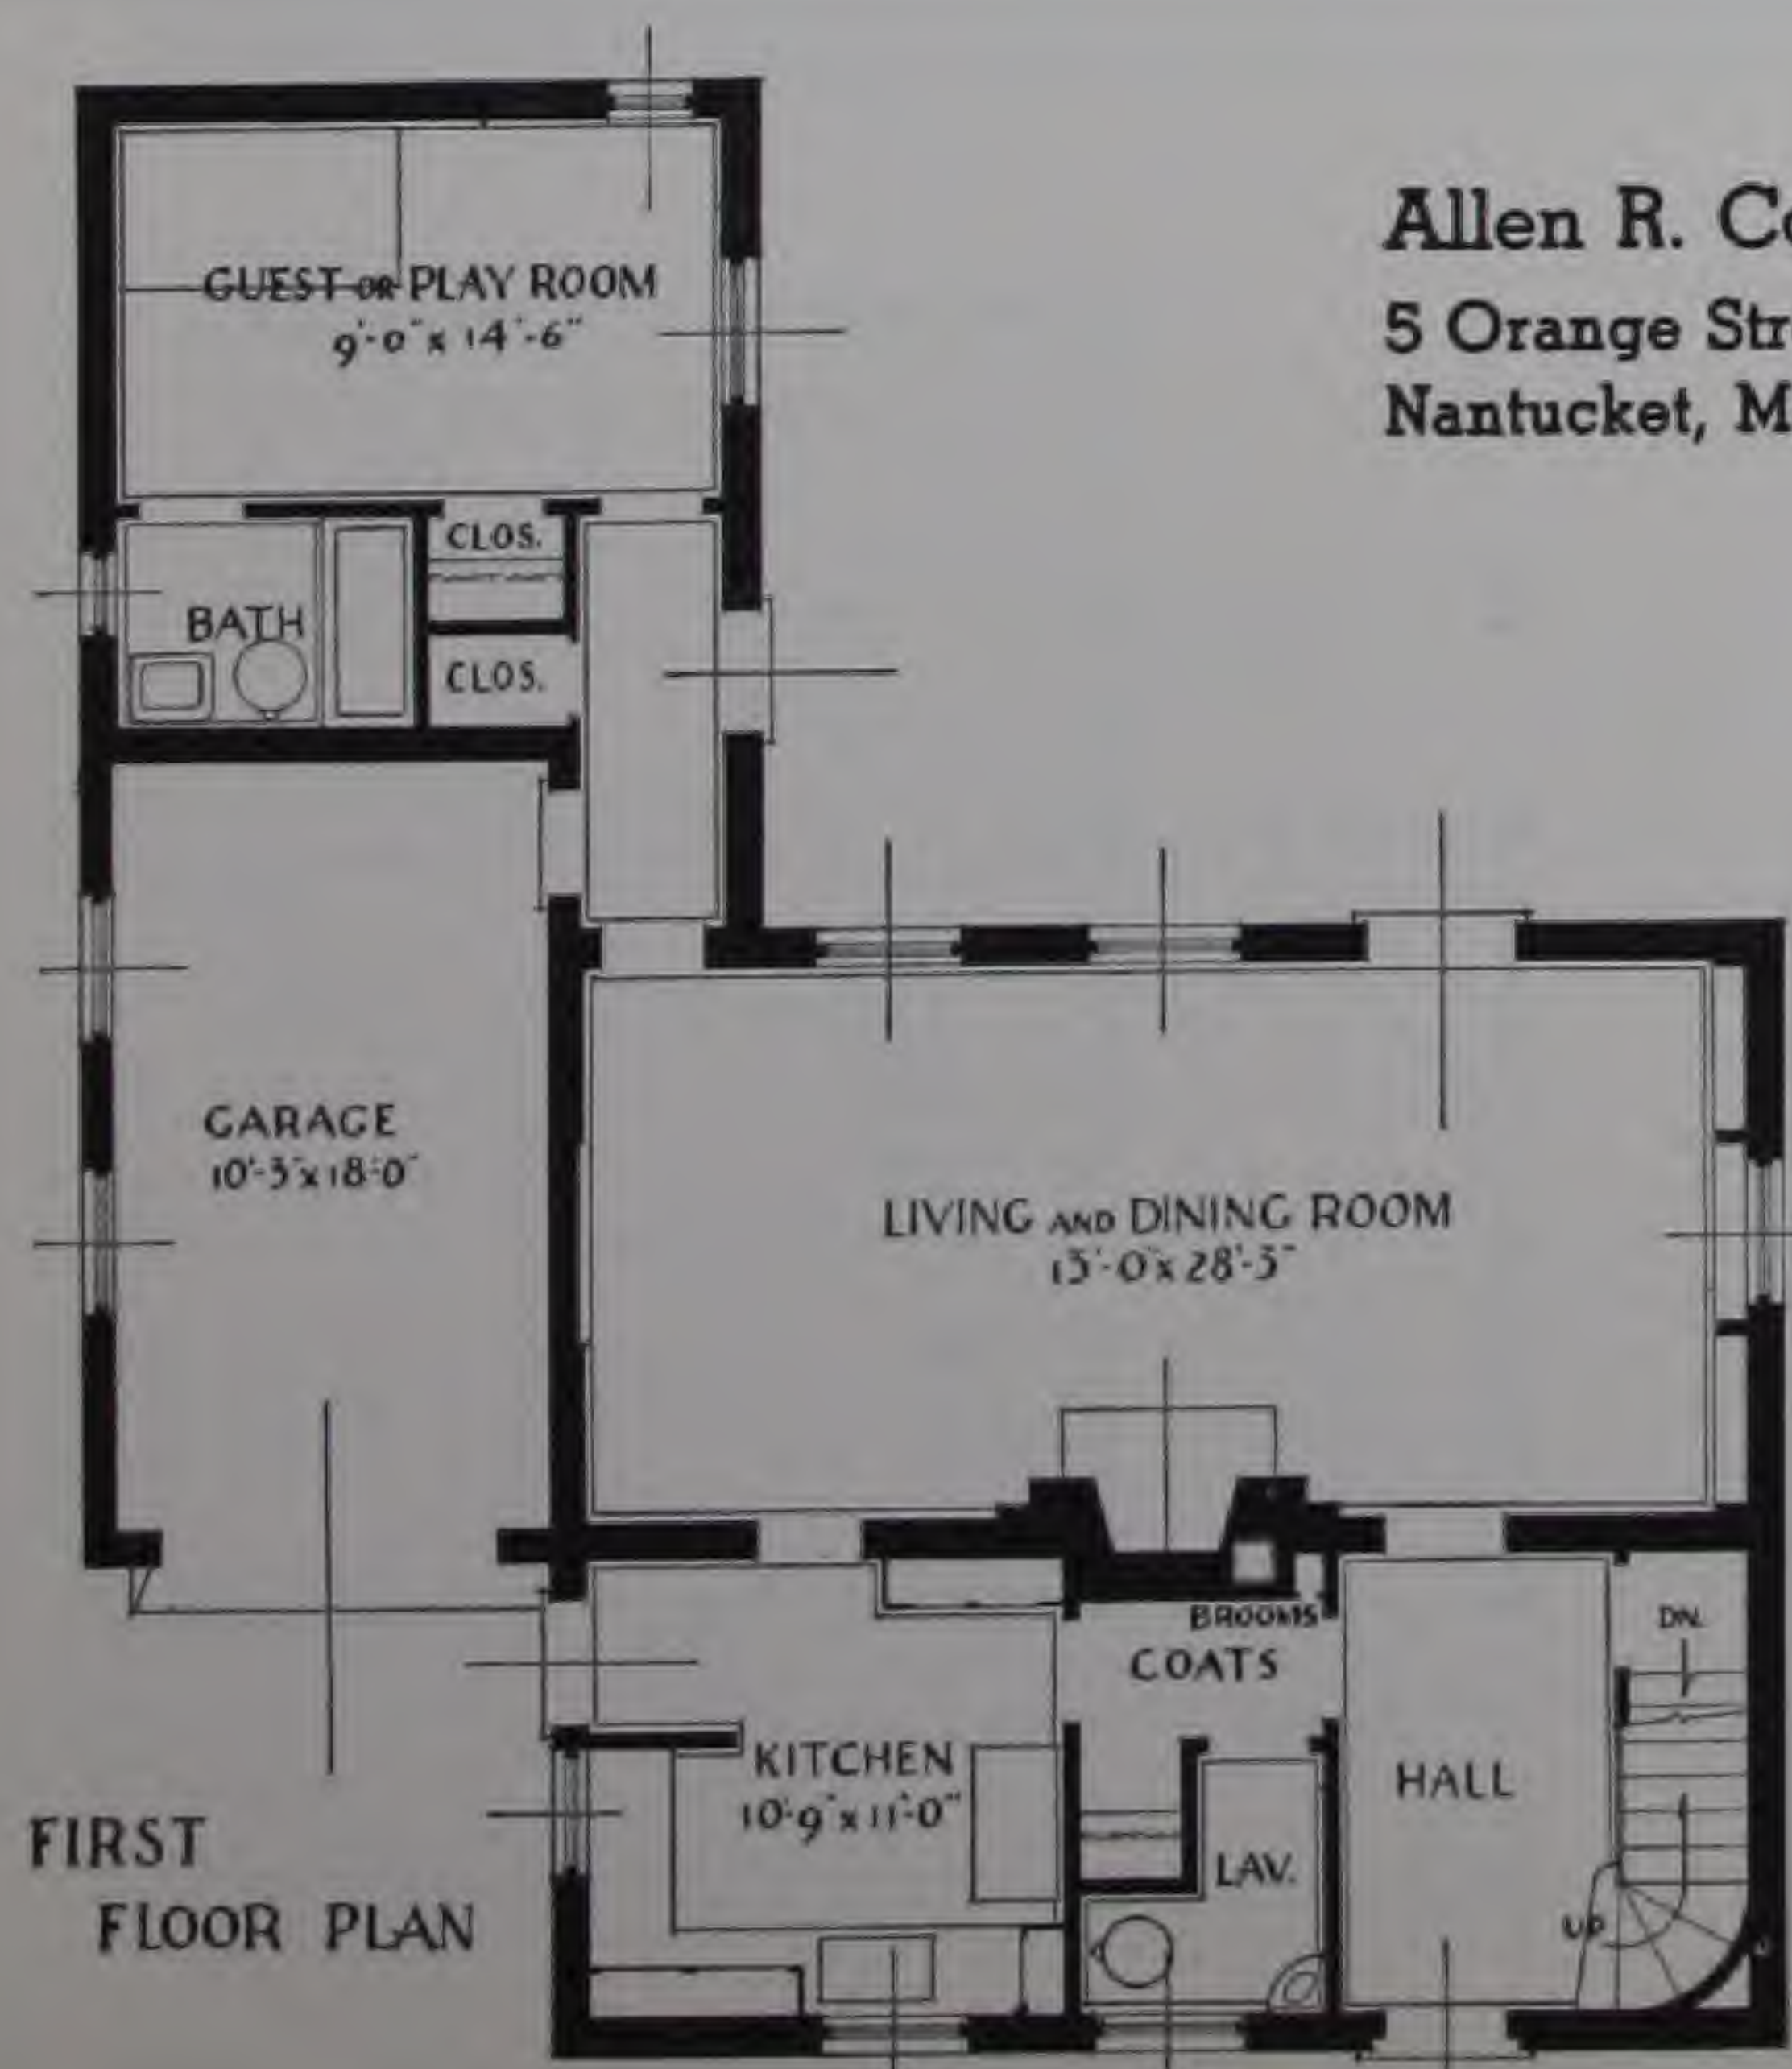 Allen R.
5 Orange
Nantucket,
GUEST OR PLAY ROOM
9'-0" x 14'-6"
CLOS.
BATH
CLOS.
GARAGE
10'-3" x 18'-0"
LIVING AND DINING ROOM
13'-0" x 28'-3"
BROOMS
COATS
DN.
KITCHEN
10'-9" x 11'-0"
HALL
LAV.
UP
FIRST
FLOOR PLAN